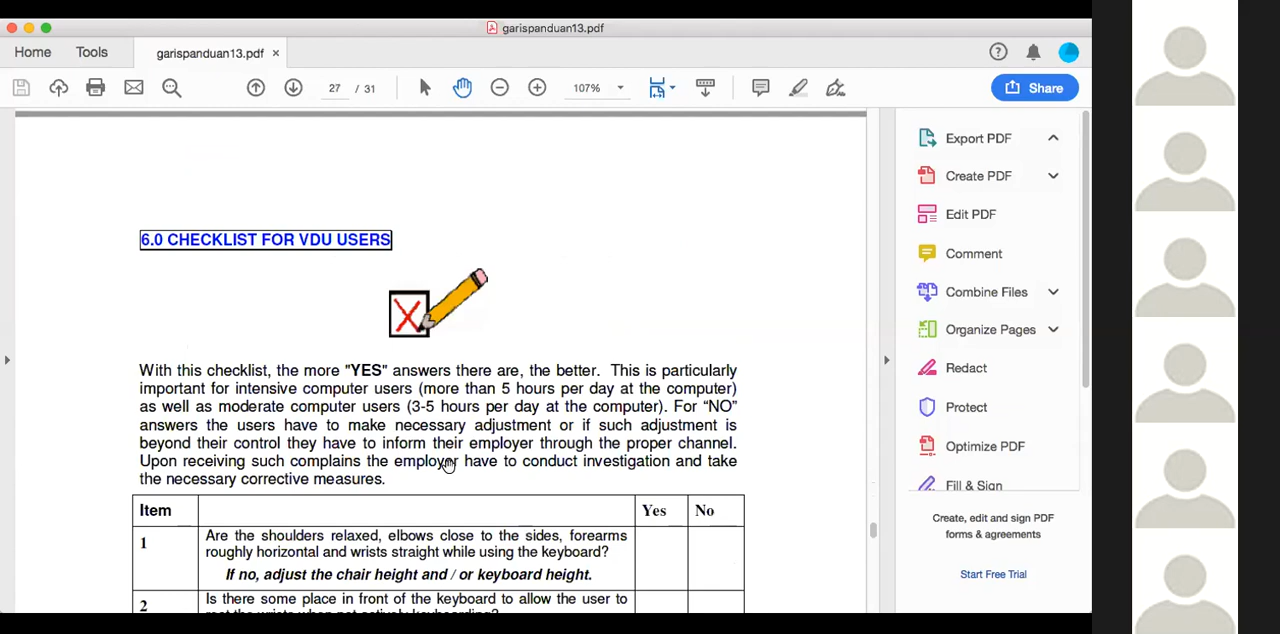 garispanduan13.pdf
Home Tools garispanduan13.pdf ×
27 / 31 107% Share
6.0 CHECKLIST FOR VDU USERS
With this checklist, the more "YES" answers there are, the better. This is particularly
important for intensive computer users (more than 5 hours per day at the computer)
as well as moderate computer users (3-5 hours per day at the computer). For “NO”
answers the users have to make necessary adjustment or if such adjustment is
beyond their control they have to inform their employer through the proper channel.
Upon receiving such complains the employer have to conduct investigation and take
the necessary corrective measures.
Item Yes No
1 Are the shoulders relaxed, elbows close to the sides, forearms
roughly horizontal and wrists straight while using the keyboard?
If no, adjust the chair height and / or keyboard height.
2 Is there some place in front of the keyboard to allow the user to
rest the wrists when not actively keyboarding?
Export PDF
Create PDF
Edit PDF
Comment
Combine Files
Organize Pages
Redact
Protect
Optimize PDF
Fill & Sign
Create, edit and sign PDF
forms & agreements
Start Free Trial